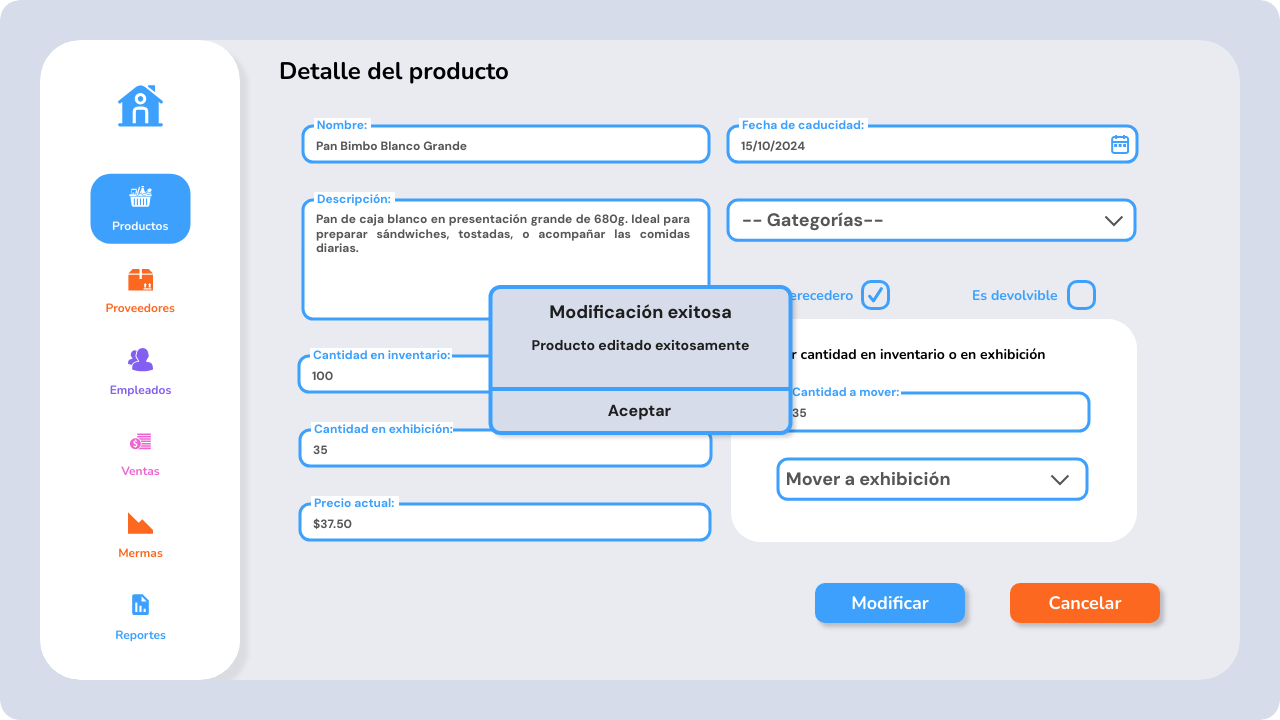 Detalle del producto
Productos
Proveedores
Empleados
Ventas
Mermas
Reportes
Nombre:
Pan Bimbo Blanco Grande
Descripción:
Pan de caja blanco en presentación grande de 680g. Ideal para
preparar sándwiches, tostadas, o acompañar las comidas
diarias.
Cantidad en inventario:
100
Cantidad en exhibición:
35
Precio actual:
$37.50
Fecha de caducidad:
15/10/2024
-- Gategorías--
erecedero
Es devolvible
r cantidad en inventario o en exhibición
Cantidad a mover:
35
Mover a exhibición
Modificación exitosa
Producto editado exitosamente
Aceptar
Modificar
Cancelar